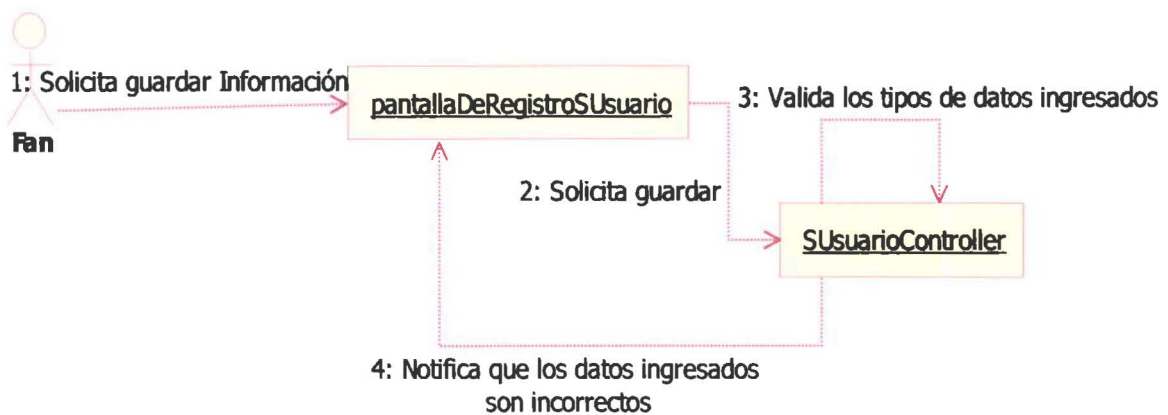 1: Solicita guardar Información
Fan
pantallaDeRegistroSUsuario
3: Valida los tipos de datos ingresados
2: Solicita guardar
SUsuarioController
4: Notifica que los datos ingresados
son incorrectos